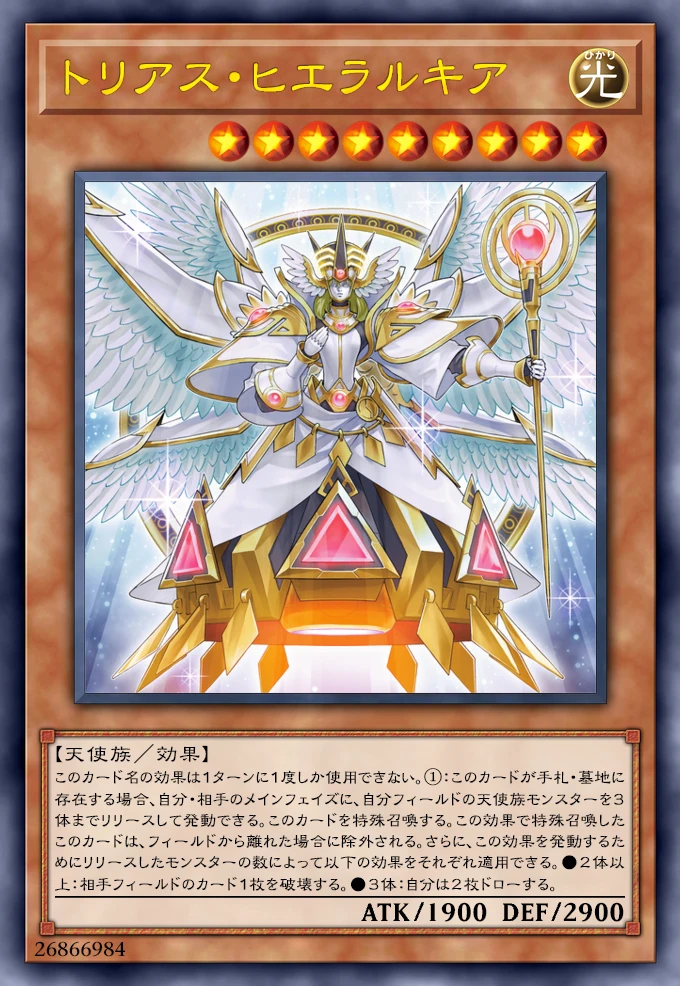 トリアス・ヒエラルキア
ひかり
光
【天使族／効果】
このカード名の効果は1ターンに1度しか使用できない。①：このカードが手札・墓地に
存在する場合、自分・相手のメインフェイズに、自分フィールドの天使族モンスターを3
体までリリースして発動できる。このカードを特殊召喚する。この効果で特殊召喚した
このカードは、フィールドから離れた場合に除外される。さらに、この効果を発動するた
めにリリースしたモンスターの数によって以下の効果をそれぞれ適用できる。●2体以
上：相手フィールドのカード1枚を破壊する。●3体：自分は2枚ドローする。
ATK/1900 DEF/2900
26866984